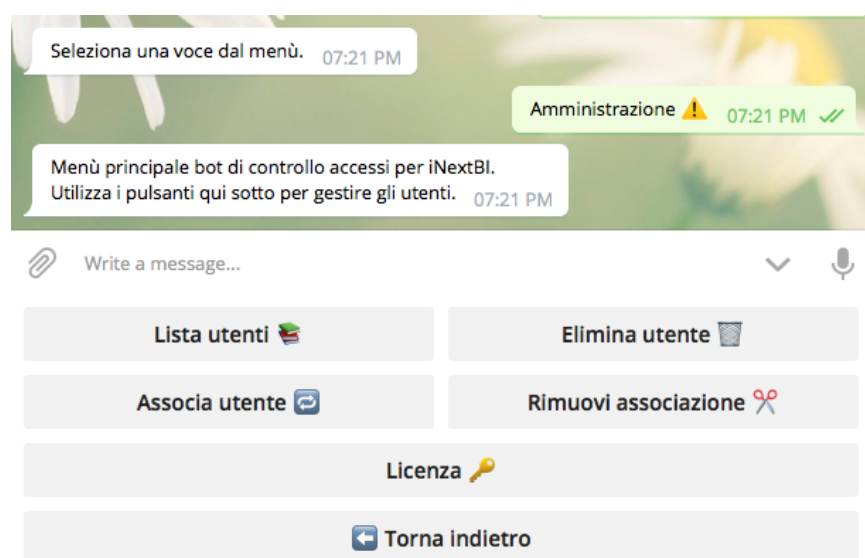 Seleziona una voce dal menù. 07:21 PM
Amministrazione ⚠️ 07:21 PM
Menù principale bot di controllo accessi per iNextBI.
Utilizza i pulsanti qui sotto per gestire gli utenti. 07:21 PM
Write a message...
Lista utenti 📚 Elimina utente 🗑️
Associa utente 🔁 Rimuovi associazione ✂️
Licenza 🔑
⬅️ Torna indietro